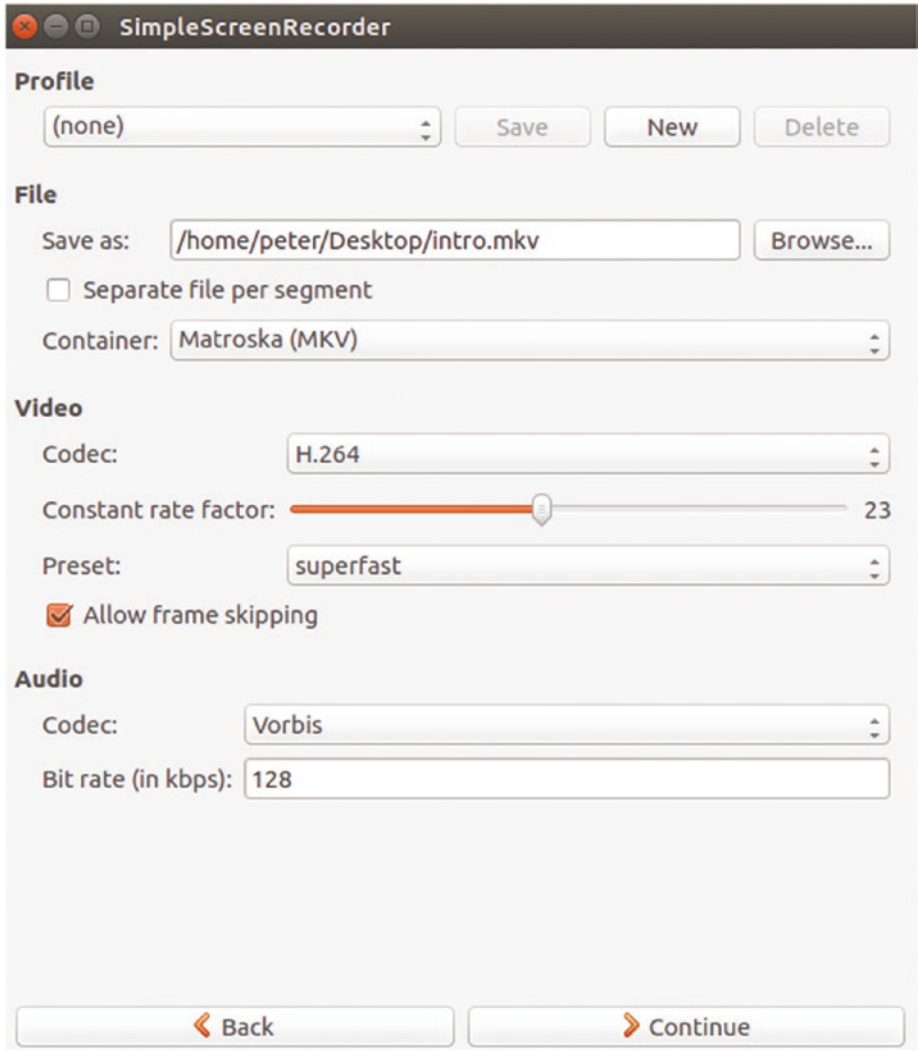 SimpleScreenRecorder
Profile
(none) Save New Delete
File
Save as: /home/peter/Desktop/intro.mkv Browse...
Separate file per segment
Container: Matroska (MKV)
Video
Codec: H.264
Constant rate factor: 23
Preset: superfast
Allow frame skipping
Audio
Codec: Vorbis
Bit rate (in kbps): 128
Back Continue